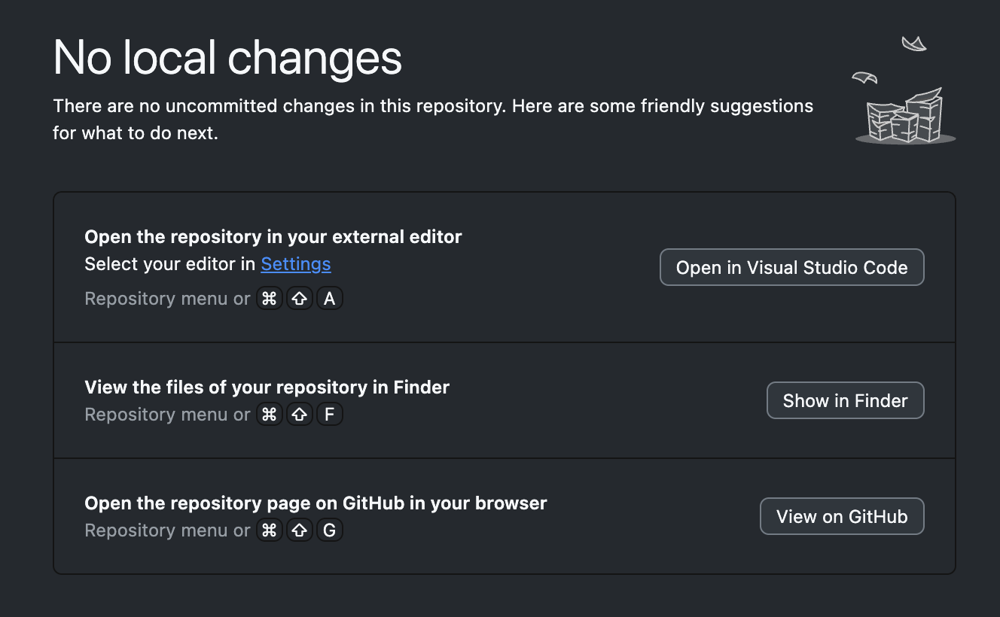 No local changes
There are no uncommitted changes in this repository. Here are some friendly suggestions
for what to do next.
Open the repository in your external editor
Select your editor in Settings
Open in Visual Studio Code
Repository menu or ⌘ ⇧ A
View the files of your repository in Finder
Repository menu or ⌘ ⇧ F
Show in Finder
Open the repository page on GitHub in your browser
Repository menu or ⌘ ⇧ G
View on GitHub